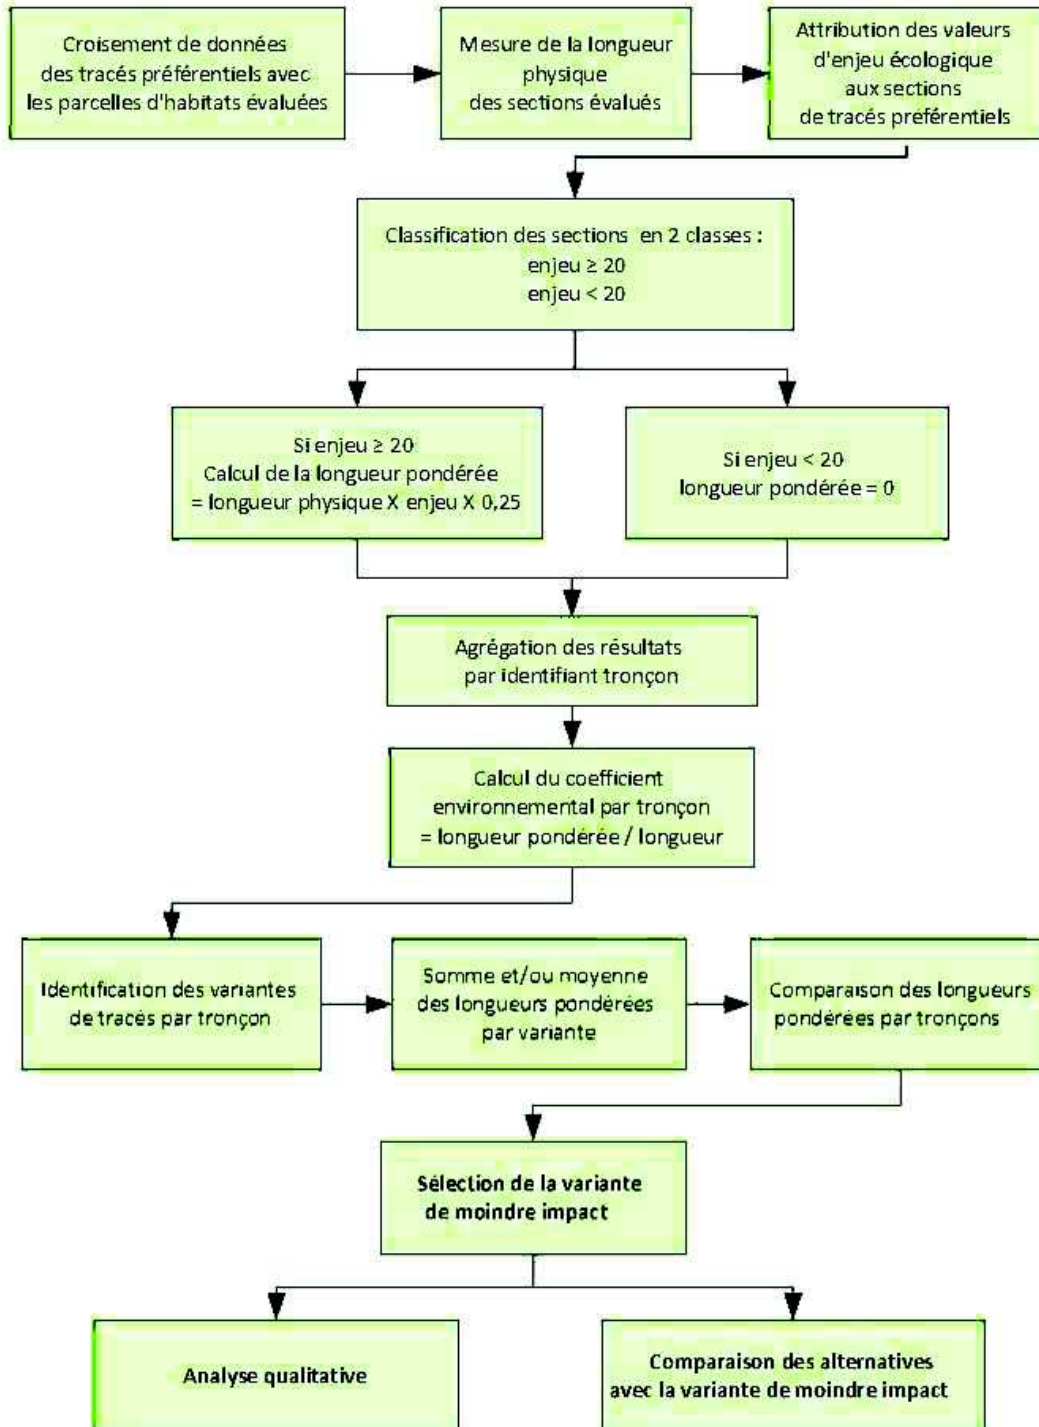 Croisement de données
des tracés préférentiels avec
les parcelles d'habitats évaluées
Mesure de la longueur
physique
des sections évalués
Attribution des valeurs
d'enjeu écologique
aux sections
de tracés préférentiels
Classification des sections en 2 classes :
enjeu ≥ 20
enjeu < 20
Si enjeu ≥ 20
Calcul de la longueur pondérée
= longueur physique X enjeu X 0,25
Si enjeu < 20
longueur pondérée = 0
Agrégation des résultats
par identifiant tronçon
Calcul du coefficient
environnemental par tronçon
= longueur pondérée / longueur
Identification des variantes
de tracés par tronçon
Somme et/ou moyenne
des longueurs pondérées
par variante
Comparaison des longueurs
pondérées par tronçons
Sélection de la variante
de moindre impact
Analyse qualitative
Comparaison des alternatives
avec la variante de moindre impact